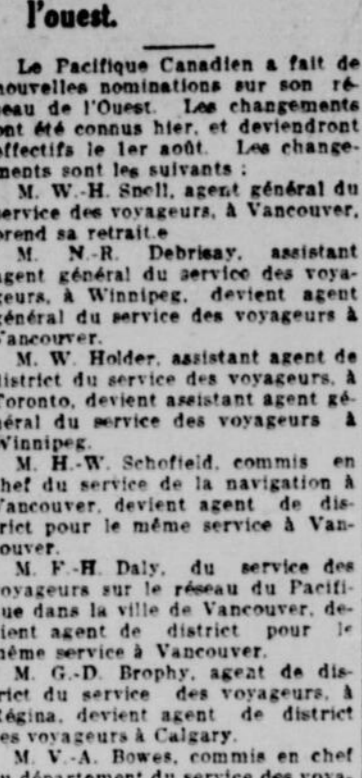 l'ouest.
Le Pacifique Canadien a fait de
nouvelles nominations sur son ré-
seau de l'Ouest. Les changements
ont été connus hier, et deviendront
effectifs le 1er août. Les change-
ments sont les suivants :
M. W.-H. Snell, agent général du
service des voyageurs, à Vancouver,
prend sa retrait.e
M. N.-R. Debrisay, assistant
agent général du service des voya-
geurs, à Winnipeg, devient agent
général du service des voyageurs à
Vancouver.
M. W. Holder, assistant agent de
district du service des voyageurs, à
Toronto, devient assistant agent gé-
néral du service des voyageurs à
Winnipeg.
M. H.-W. Schofield, commis en
chef du service de la navigation à
Vancouver, devient agent de dis-
trict pour le même service à Van-
couver.
M. F.-H. Daly, du service des
voyageurs sur le réseau du Pacifi-
que dans la ville de Vancouver, de-
vient agent de district pour le
même service à Vancouver.
M. G.-D. Brophy, agent de dis-
trict du service des voyageurs, à
Régina, devient agent de district
des voyageurs à Calgary.
M. V.-A. Bowes, commis en chef
du département du service des voya-